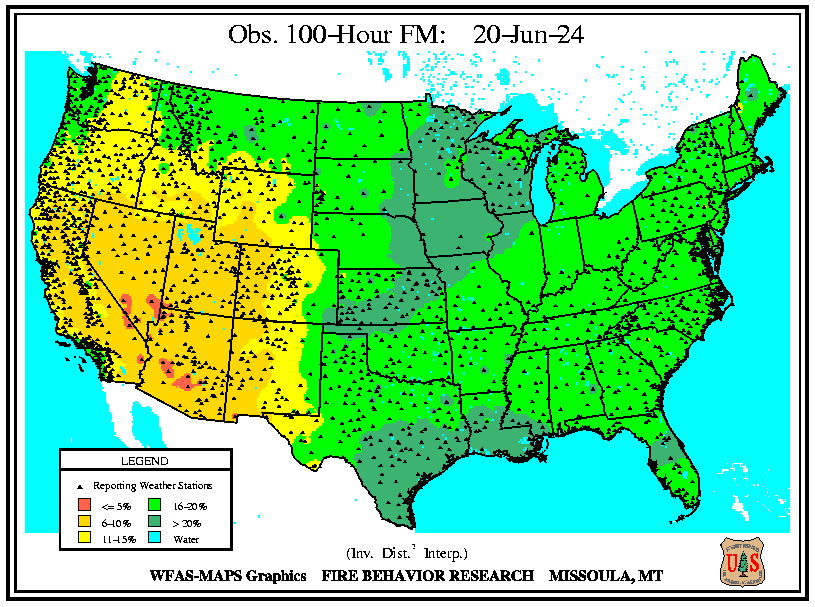 Obs. 100-Hour FM: 20-Jun-24
LEGEND
Reporting Weather Stations
<= 5% 16-20%
6-10% > 20%
11-15% Water
(Inv. Dist.² Interp.)
WFAS-MAPS Graphics FIRE BEHAVIOR RESEARCH MISSOULA, MT
U S